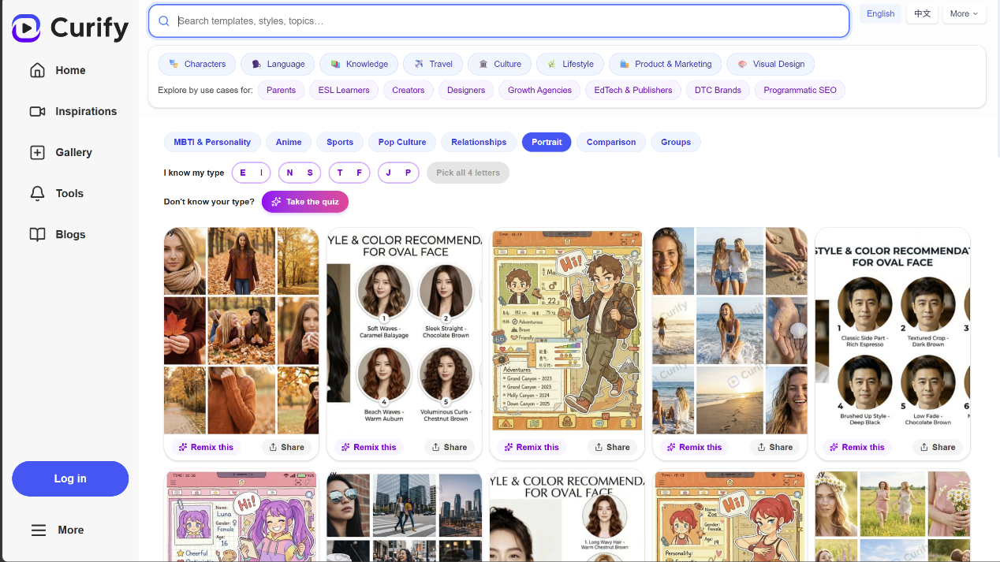 Curify
Search templates, styles, topics…
English
中文
More
Home
Inspirations
Gallery
Tools
Blogs
Log in
More
Characters
Language
Knowledge
Travel
Culture
Lifestyle
Product & Marketing
Visual Design
Explore by use cases for:
Parents
ESL Learners
Creators
Designers
Growth Agencies
EdTech & Publishers
DTC Brands
Programmatic SEO
MBTI & Personality
Anime
Sports
Pop Culture
Relationships
Portrait
Comparison
Groups
I know my type
E I
N S
T F
J P
Pick all 4 letters
Don't know your type?
Take the quiz
Remix this
Share
TYLE & COLOR RECOMMENDA
FOR OVAL FACE
1
Soft Waves -
Caramel Balayage
2
Sleek Straight -
Chocolate Brown
4
Beach Waves -
Warm Auburn
5
Voluminous Curls -
Chestnut Brown
Remix this
Share
Hi!
22
Adventurous
Brave
Friendly
66
Adventures
Grand Canyon - 2023
Grand Canyon - 2023
Molly Canyon - 2024
Down Canyon - 2025
Remix this
Share
Curify
Curify
Remix this
Share
STYLE & COLOR RECOMMENDAT
FOR OVAL FACE
1
Classic Side Part -
Rich Espresso
2
Textured Crop -
Dark Brown
3
4
Brushed Up Style -
Deep Black
5
Low Fade -
Chocolate Brown
Remix this
Share
TIME: 10:20
Hi!
Name:
Luna
Gender:
Female
Age:
16
Cheerful
YLE & COLOR RECOMMENDA
FOR OVAL FACE
1. Long Wavy Hair -
Warm Chestnut Brown
Hi!
Name:
Zoe
Gender:
Female
Age:
19
Personality: